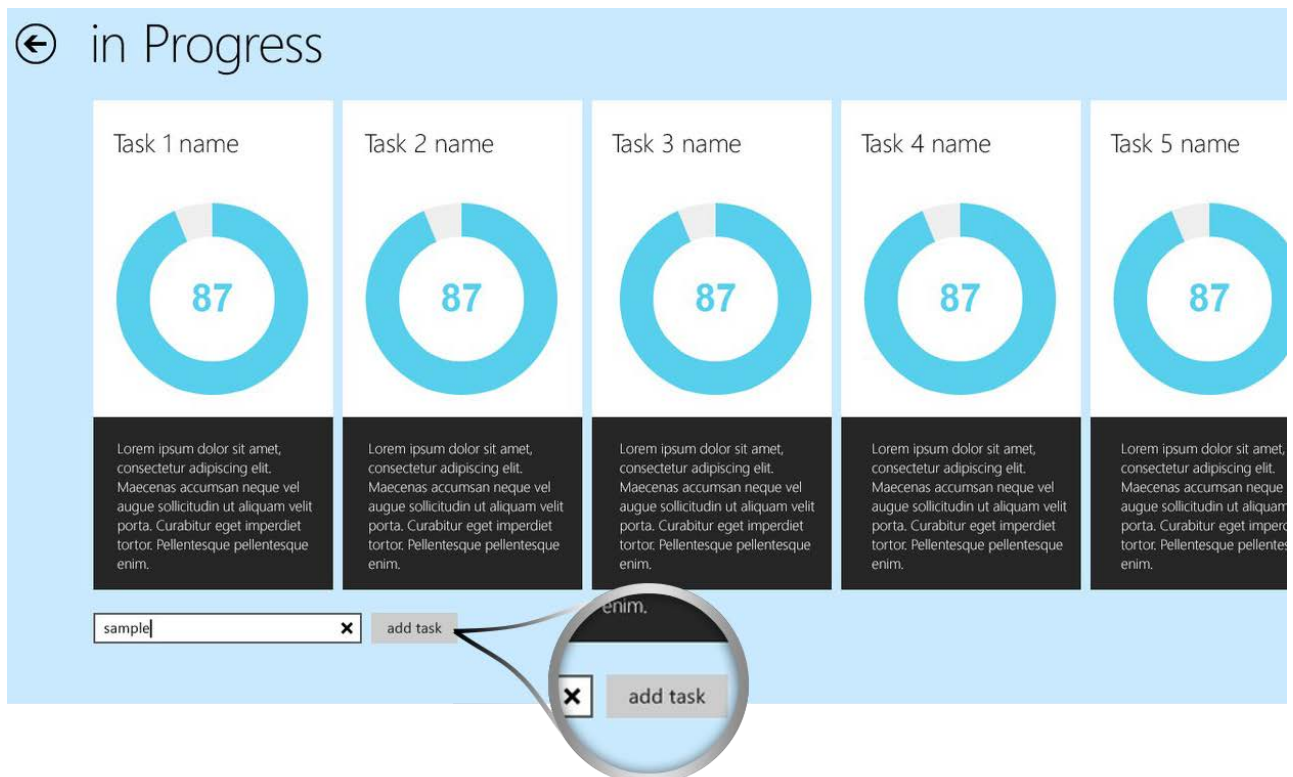 in Progress
Task 1 name
87
Lorem ipsum dolor sit amet,
consectetur adipiscing elit.
Maecenas accumsan neque vel
augue sollicitudin ut aliquam velit
porta. Curabitur eget imperdiet
tortor. Pellentesque pellentesque
enim.
Task 2 name
87
Lorem ipsum dolor sit amet,
consectetur adipiscing elit.
Maecenas accumsan neque vel
augue sollicitudin ut aliquam velit
porta. Curabitur eget imperdiet
tortor. Pellentesque pellentesque
enim.
Task 3 name
87
Lorem ipsum dolor sit amet,
consectetur adipiscing elit.
Maecenas accumsan neque vel
augue sollicitudin ut aliquam velit
porta. Curabitur eget imperdiet
tortor. Pellentesque pellentesque
enim.
Task 4 name
87
Lorem ipsum dolor sit amet,
consectetur adipiscing elit.
Maecenas accumsan neque vel
augue sollicitudin ut aliquam velit
porta. Curabitur eget imperdiet
tortor. Pellentesque pellentesque
enim.
Task 5 name
87
Lorem ipsum dolor sit amet,
consectetur adipiscing elit.
Maecenas accumsan neque
augue sollicitudin ut aliquam
porta. Curabitur eget
tortor. Pellentesque
enim.
sample
add task
enim.
add task